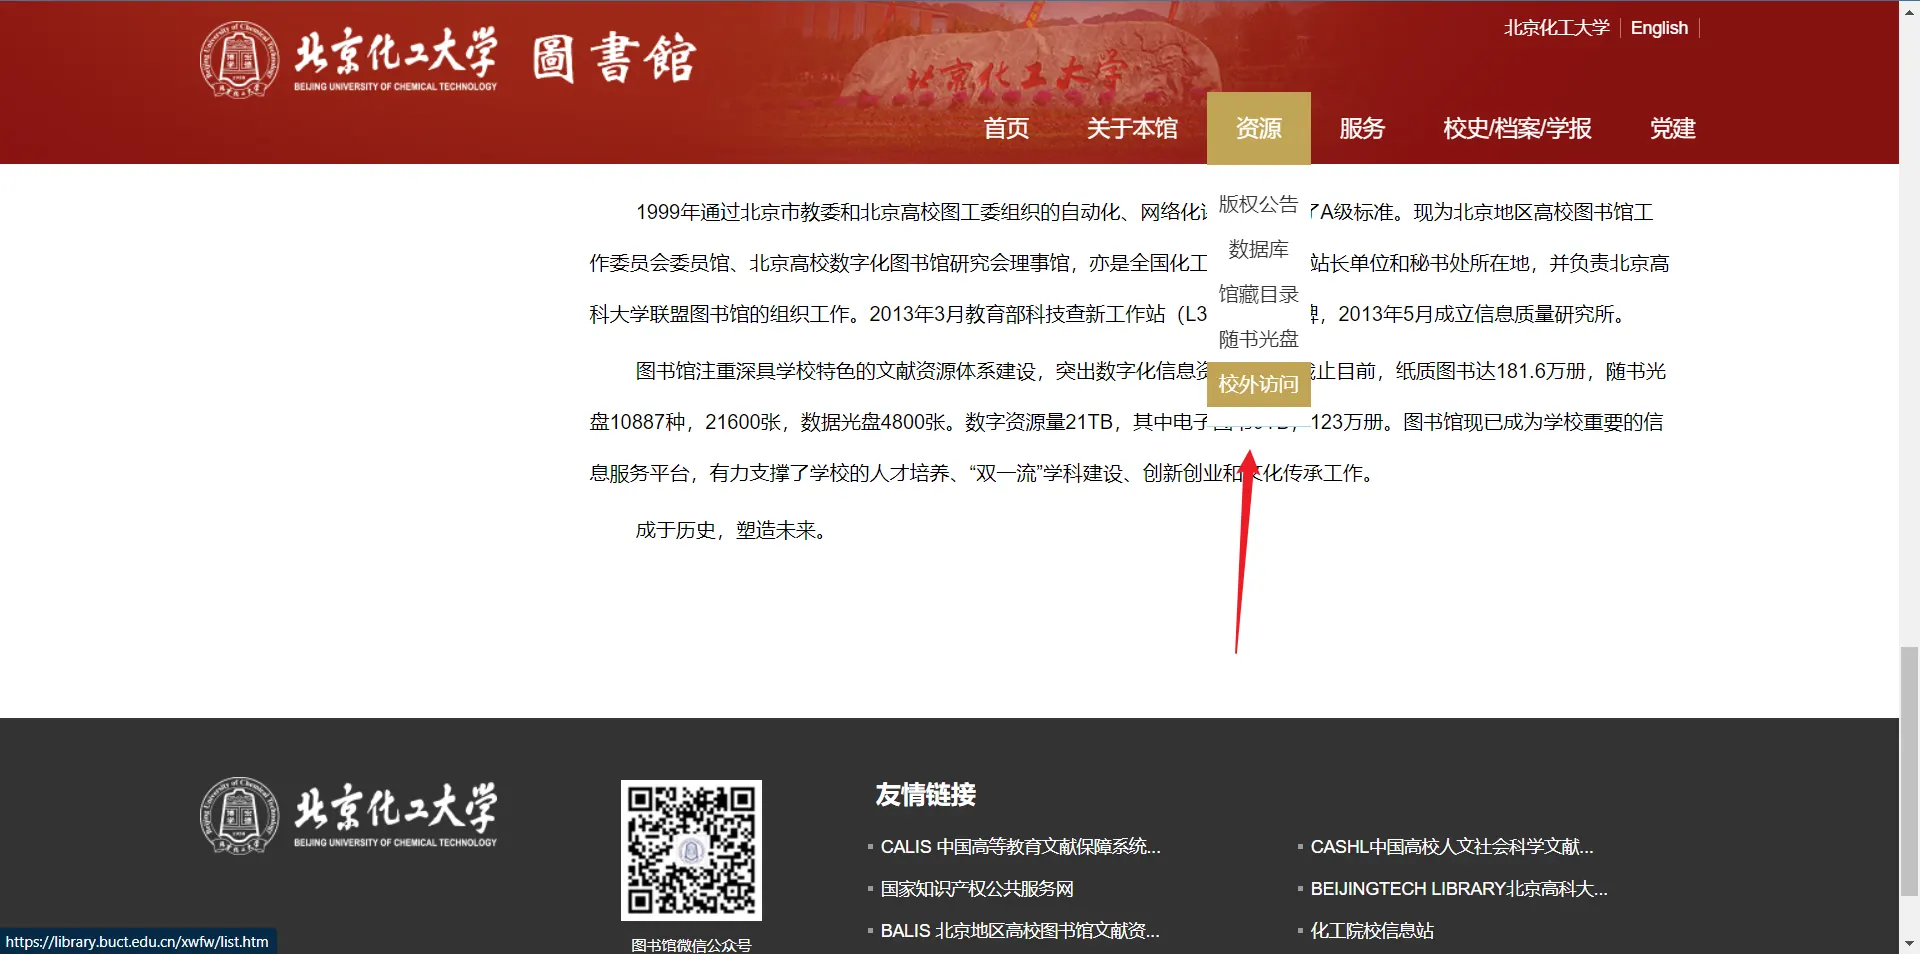 北京化工大学 圖書館
BEIJING UNIVERSITY OF CHEMICAL TECHNOLOGY
北京化工大学
北京化工大学 English
首页 关于本馆 资源 服务 校史/档案/学报 党建
版权公告
数据库
馆藏目录
随书光盘
校外访问
1999年通过北京市教委和北京高校图工委组织的自动化、网络化 A级标准。现为北京地区高校图书馆工
作委员会委员馆、北京高校数字化图书馆研究会理事馆，亦是全国化工 站长单位和秘书处所在地，并负责北京高
科大学联盟图书馆的组织工作。2013年3月教育部科技查新工作站（L3 牌，2013年5月成立信息质量研究所。
图书馆注重深具学校特色的文献资源体系建设，突出数字化信息资 截止目前，纸质图书达181.6万册，随书光
盘10887种，21600张，数据光盘4800张。数字资源量21TB，其中电子 123万册。图书馆现已成为学校重要的信
息服务平台，有力支撑了学校的人才培养、“双一流”学科建设、创新创业和文化传承工作。
成于历史，塑造未来。
北京化工大学
BEIJING UNIVERSITY OF CHEMICAL TECHNOLOGY
图书馆微信公众号
友情链接
CALIS 中国高等教育文献保障系统...
CASHL中国高校人文社会科学文献...
国家知识产权公共服务网
BEIJINGTECH LIBRARY北京高科大...
BALIS 北京地区高校图书馆文献资...
化工院校信息站
https://library.buct.edu.cn/xwfw/list.htm